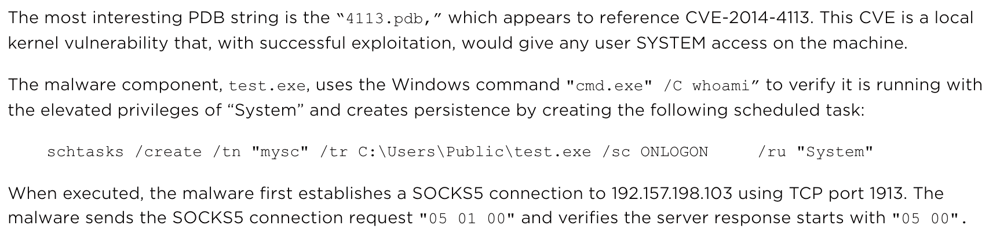 The most interesting PDB string is the “4113.pdb,” which appears to reference CVE-2014-4113. This CVE is a local
kernel vulnerability that, with successful exploitation, would give any user SYSTEM access on the machine.
The malware component, test.exe, uses the Windows command "cmd.exe" /C whoami” to verify it is running with
the elevated privileges of “System” and creates persistence by creating the following scheduled task:
schtasks /create /tn "mysc" /tr C:\Users\Public\test.exe /sc ONLOGON /ru "System"
When executed, the malware first establishes a SOCKS5 connection to 192.157.198.103 using TCP port 1913. The
malware sends the SOCKS5 connection request "05 01 00" and verifies the server response starts with "05 00".